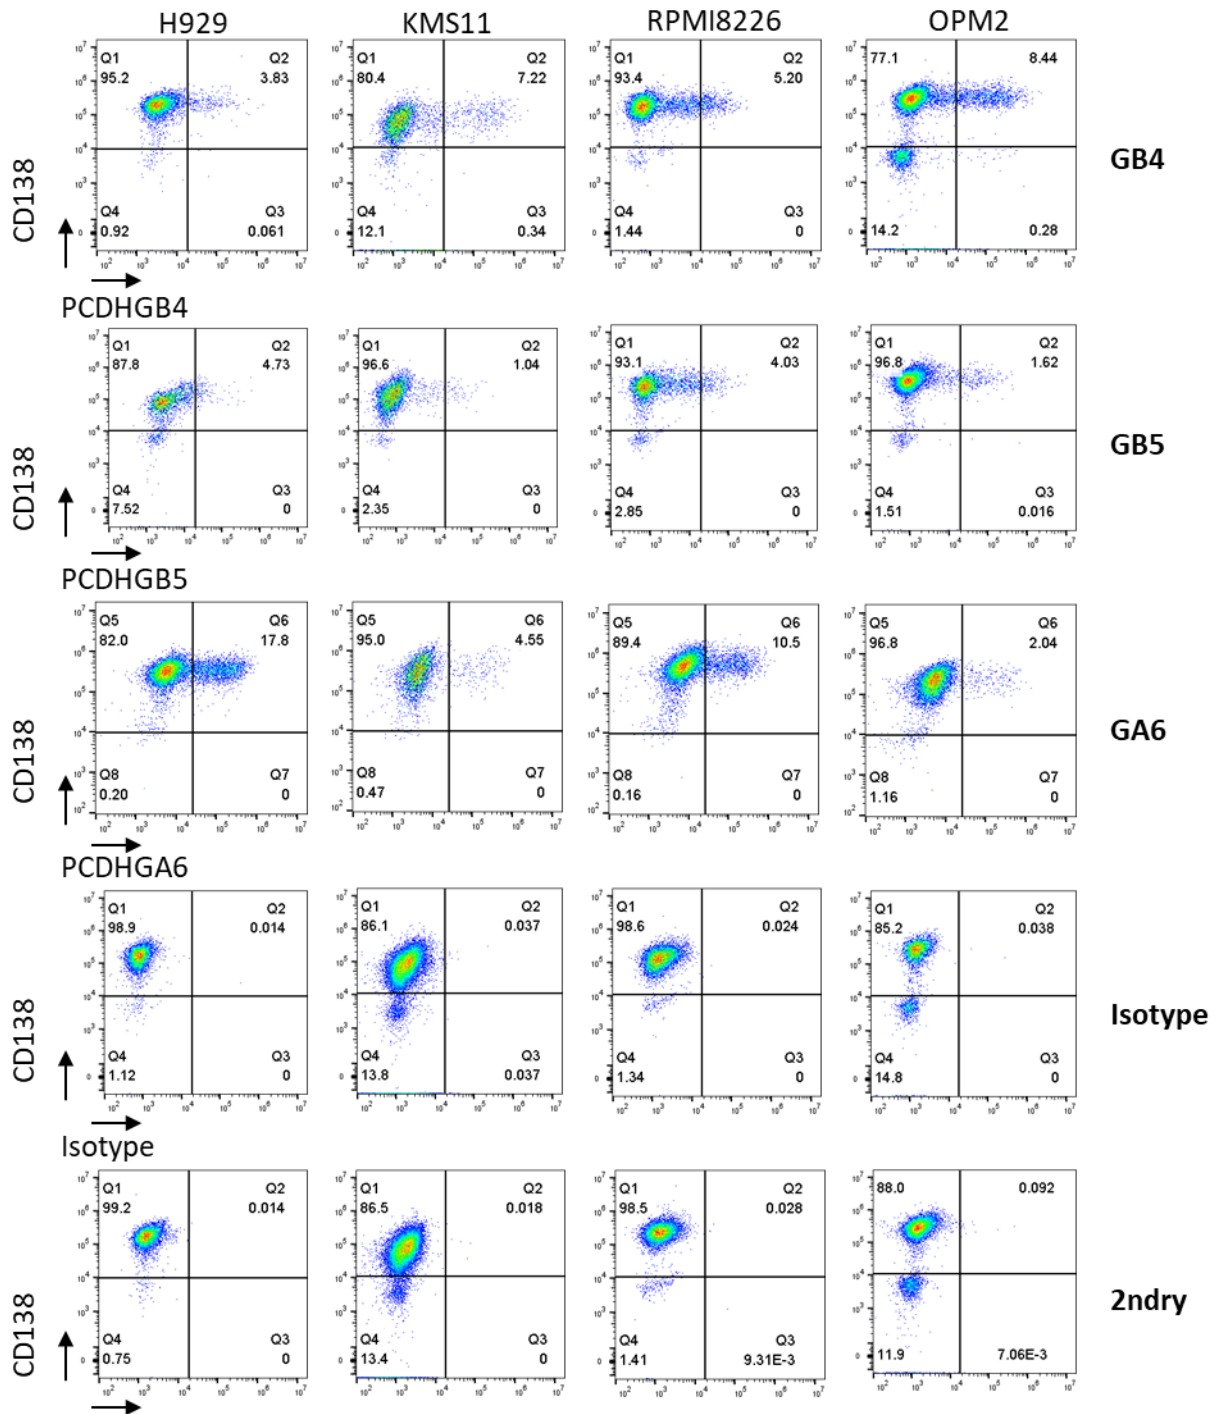 H929 KMS11 RPMI8226 OPM2
Q1 Q2 Q1 Q2 Q1 Q2
95.2 3.83 80.4 7.22 93.4 5.20 77.1 8.44
CD138 GB4
Q4 Q3 Q4 Q3 Q4 Q3
0.92 0.061 12.1 0.34 1.44 0 14.2 0.28
PCDHGB4
Q1 Q2 Q1 Q2 Q1 Q2 Q1 Q2
87.8 4.73 96.6 1.04 93.1 4.03 96.8 1.62
CD138 GB5
Q4 Q3 Q4 Q3 Q4 Q3 Q4 Q3
7.52 0 2.35 0 2.85 0 1.51 0.016
PCDHGB5
Q5 Q6 Q5 Q6 Q5 Q6 Q5 Q6
82.0 17.8 95.0 4.55 89.4 10.5 96.8 2.04
CD138 GA6
Q8 Q7 Q8 Q7 Q8 Q7 Q8 Q7
0.20 0 0.47 0 0.16 0 1.16 0
PCDHGA6
Q1 Q2 Q1 Q2 Q1 Q2 Q1 Q2
98.9 0.014 86.1 0.037 98.6 0.024 85.2 0.038
CD138 Isotype
Q4 Q3 Q4 Q3 Q4 Q3 Q4 Q3
1.12 0 13.8 0.037 1.34 0 14.8 0
Isotype
Q1 Q2 Q1 Q2 Q1 Q2
99.2 0.014 86.5 0.018 98.5 0.028 88.0 0.092
CD138 2ndry
Q4 Q3 Q4 Q3 Q4 Q3
0.75 0 13.4 0 1.41 9.31E-3 11.9 7.06E-3